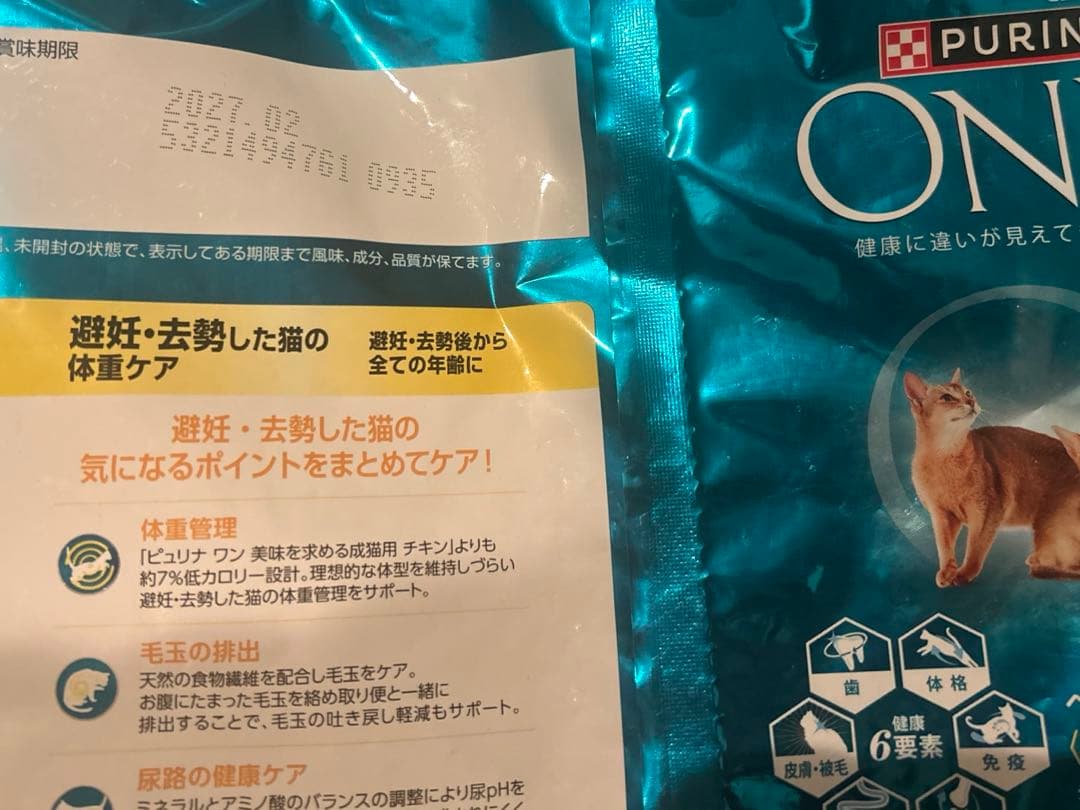 賞味期限
2027.02
5321494761 0935
、未開封の状態で、表示してある期限まで風味、成分、品質が保てます。
避妊・去勢した猫の
体重ケア
避妊・去勢後から
全ての年齢に
避妊・去勢した猫の
気になるポイントをまとめてケア!
体重管理
「ピュリナ ワン 美味を求める成猫用 チキン」よりも
約7%低カロリー設計。理想的な体型を維持しづらい
避妊・去勢した猫の体重管理をサポート。
毛玉の排出
天然の食物繊維を配合し毛玉をケア。
お腹にたまった毛玉を絡め取り便と一緒に
排出することで、毛玉の吐き戻し軽減もサポート。
尿路の健康ケア
ミネラルとアミノ酸のバランスの調整により尿pHを
PURIN
ON
健康に違いが見えて
歯
体格
皮膚・被毛
健康
6要素
免疫